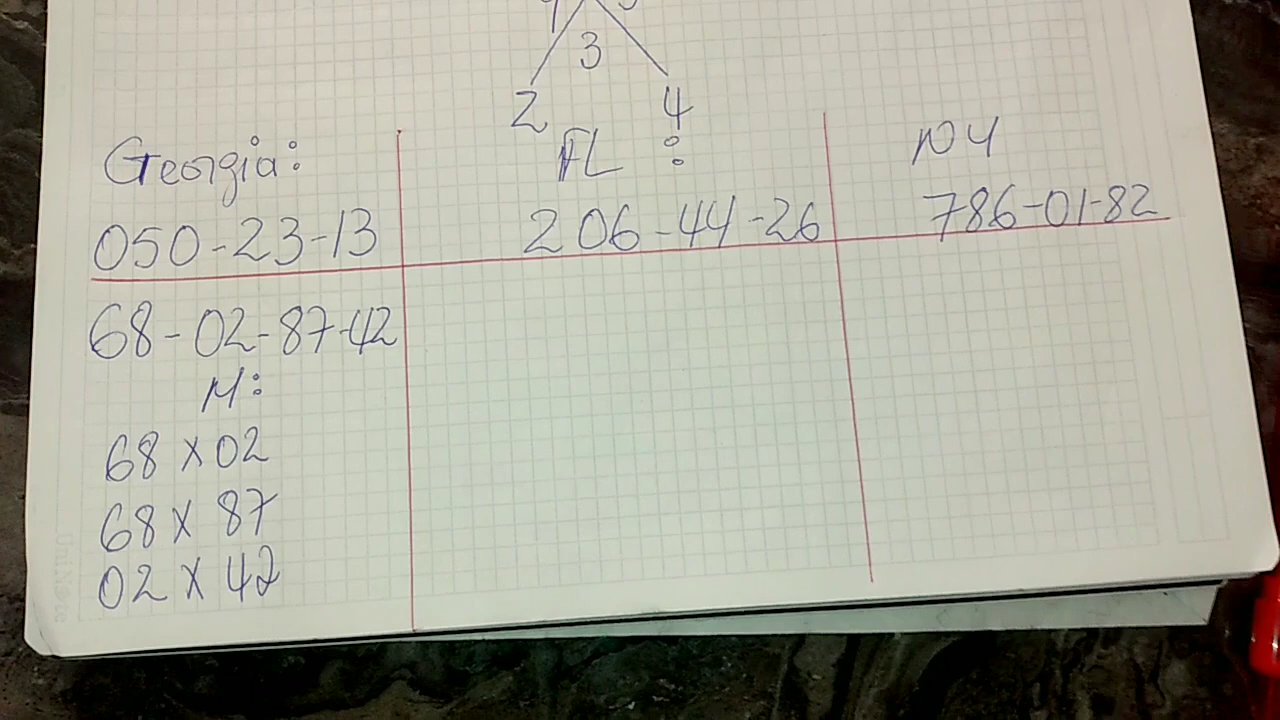 3
2 4
Georgia: FL : NY
050-23-13 206-44-26 786-01-82
68-02-87-42
M:
68 X 02
68 X 87
02 X 42